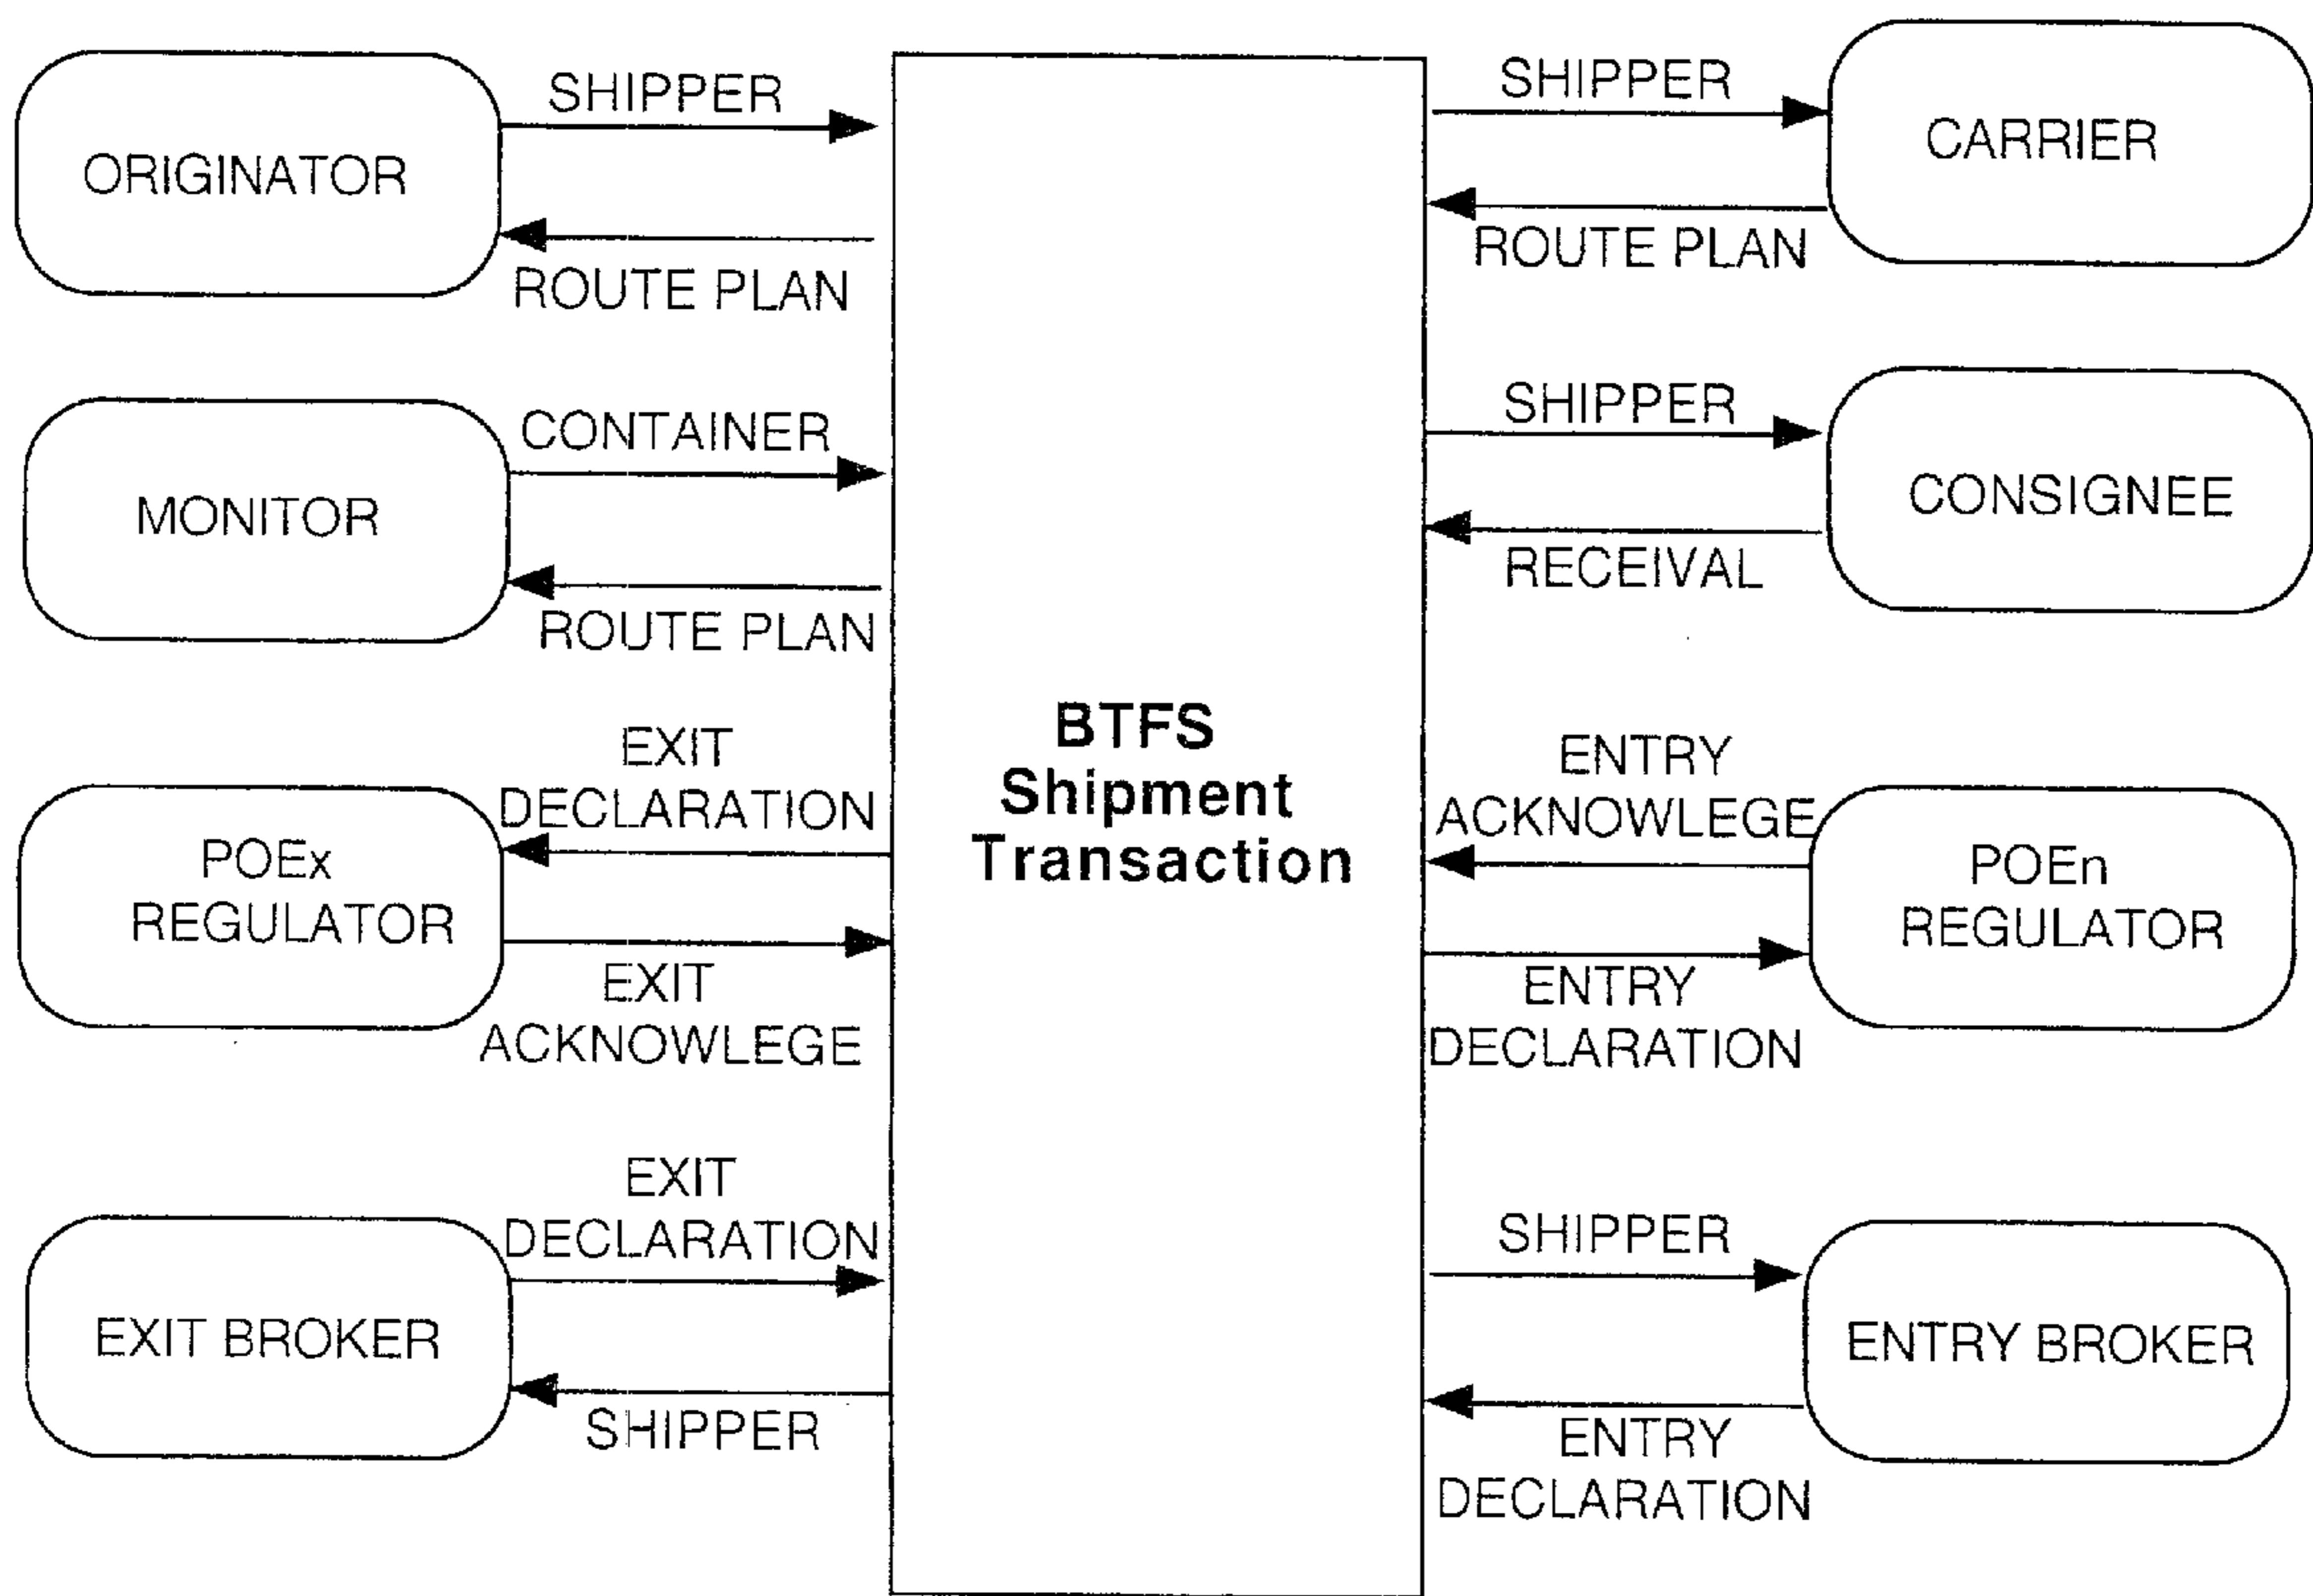 SHIPPER
ORIGINATOR
ROUTE PLAN
CONTAINER
MONITOR
ROUTE PLAN
EXIT
DECLARATION
POEx
REGULATOR
EXIT
ACKNOWLEGE
EXIT
DECLARATION
EXIT BROKER
SHIPPER
BTFS
Shipment
Transaction
SHIPPER
CARRIER
ROUTE PLAN
SHIPPER
CONSIGNEE
RECEIVAL
ENTRY
ACKNOWLEGE
POEn
REGULATOR
ENTRY
DECLARATION
SHIPPER
ENTRY BROKER
ENTRY
DECLARATION